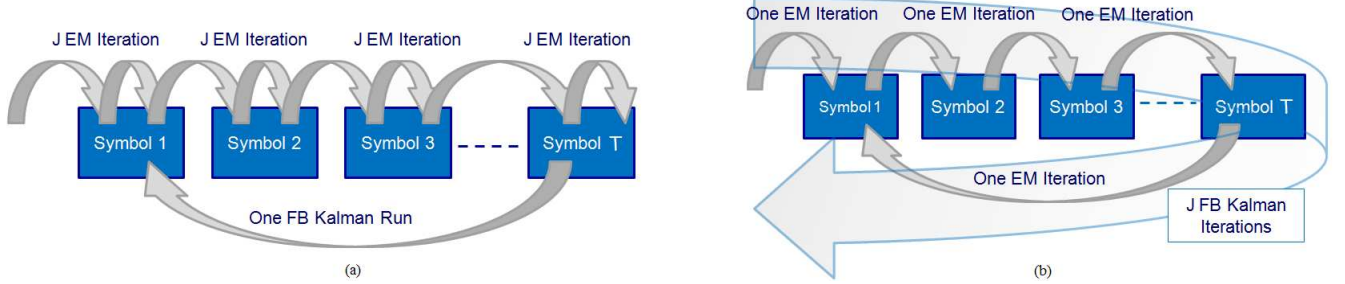 J EM Iteration J EM Iteration J EM Iteration J EM Iteration
Symbol 1 Symbol 2 Symbol 3 Symbol T
One FB Kalman Run
(a)
One EM Iteration One EM Iteration One EM Iteration
Symbol 1 Symbol 2 Symbol 3 Symbol T
One EM Iteration
J FB Kalman
Iterations
(b)